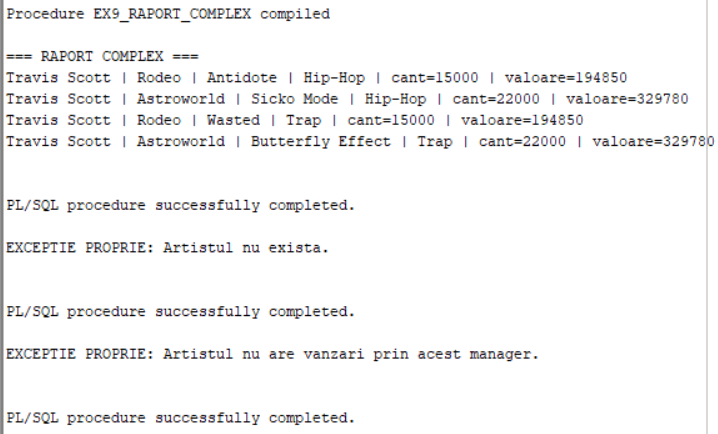 Procedure EX9_RAPORT_COMPLEX compiled
=== RAPORT COMPLEX ===
Travis Scott | Rodeo | Antidote | Hip-Hop | cant=15000 | valoare=194850
Travis Scott | Astroworld | Sicko Mode | Hip-Hop | cant=22000 | valoare=329780
Travis Scott | Rodeo | Wasted | Trap | cant=15000 | valoare=194850
Travis Scott | Astroworld | Butterfly Effect | Trap | cant=22000 | valoare=329780
PL/SQL procedure successfully completed.
EXCEPTIE PROPRIE: Artistul nu exista.
PL/SQL procedure successfully completed.
EXCEPTIE PROPRIE: Artistul nu are vanzari prin acest manager.
PL/SQL procedure successfully completed.